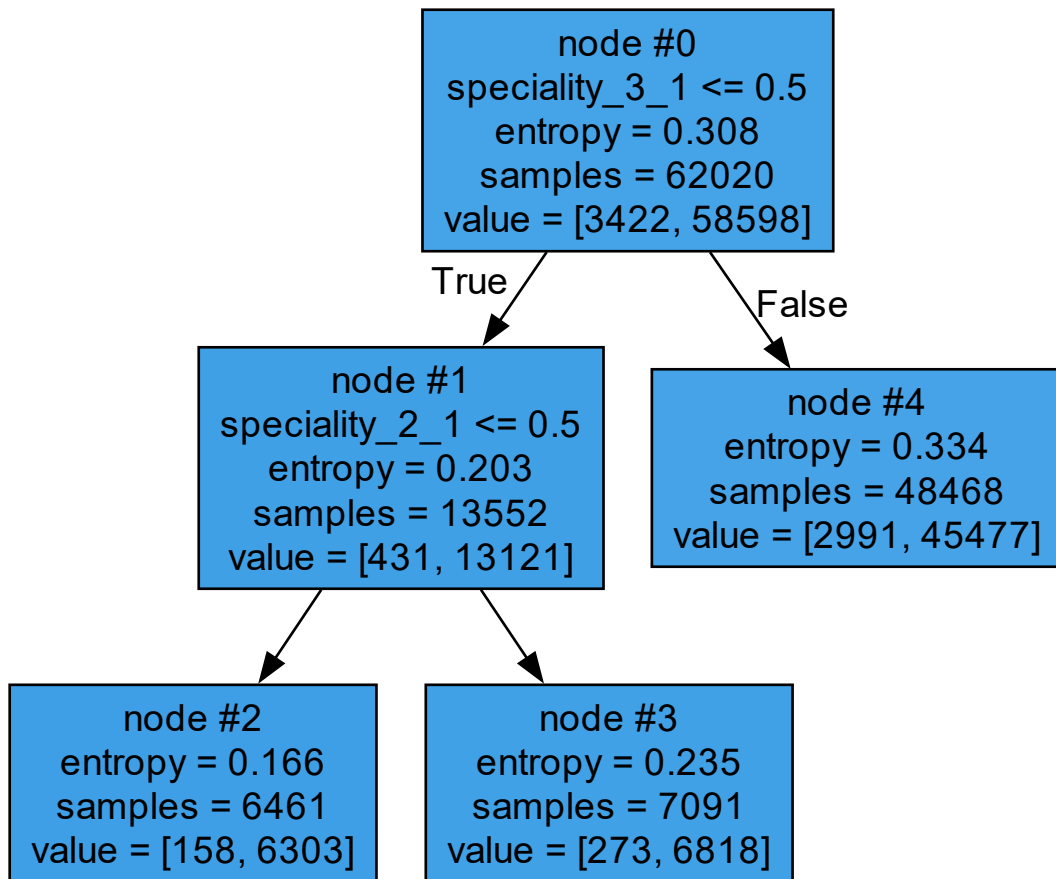 node #0
speciality_3_1 <= 0.5
entropy = 0.308
samples = 62020
value = [3422, 58598]
True
False
node #1
speciality_2_1 <= 0.5
entropy = 0.203
samples = 13552
value = [431, 13121]
node #4
entropy = 0.334
samples = 48468
value = [2991, 45477]
node #2
entropy = 0.166
samples = 6461
value = [158, 6303]
node #3
entropy = 0.235
samples = 7091
value = [273, 6818]